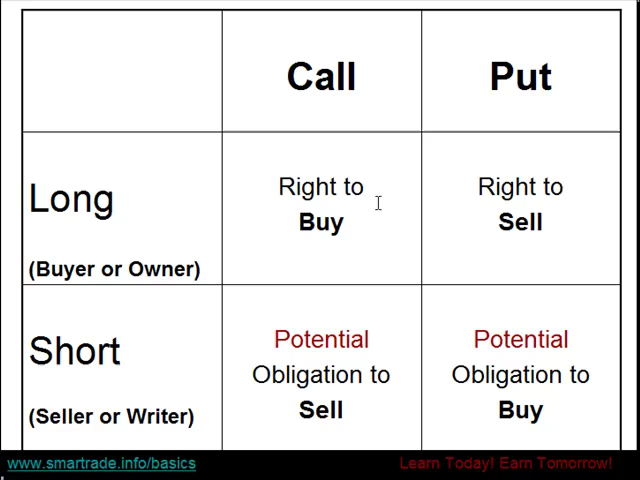 Call Put
Right to Right to
Long
Buy Sell
(Buyer or Owner)
Potential Potential
Short
Obligation to Obligation to
Sell Buy
(Seller or Writer)
www.smartrade.info/basics Learn Today! Earn Tomorrow!